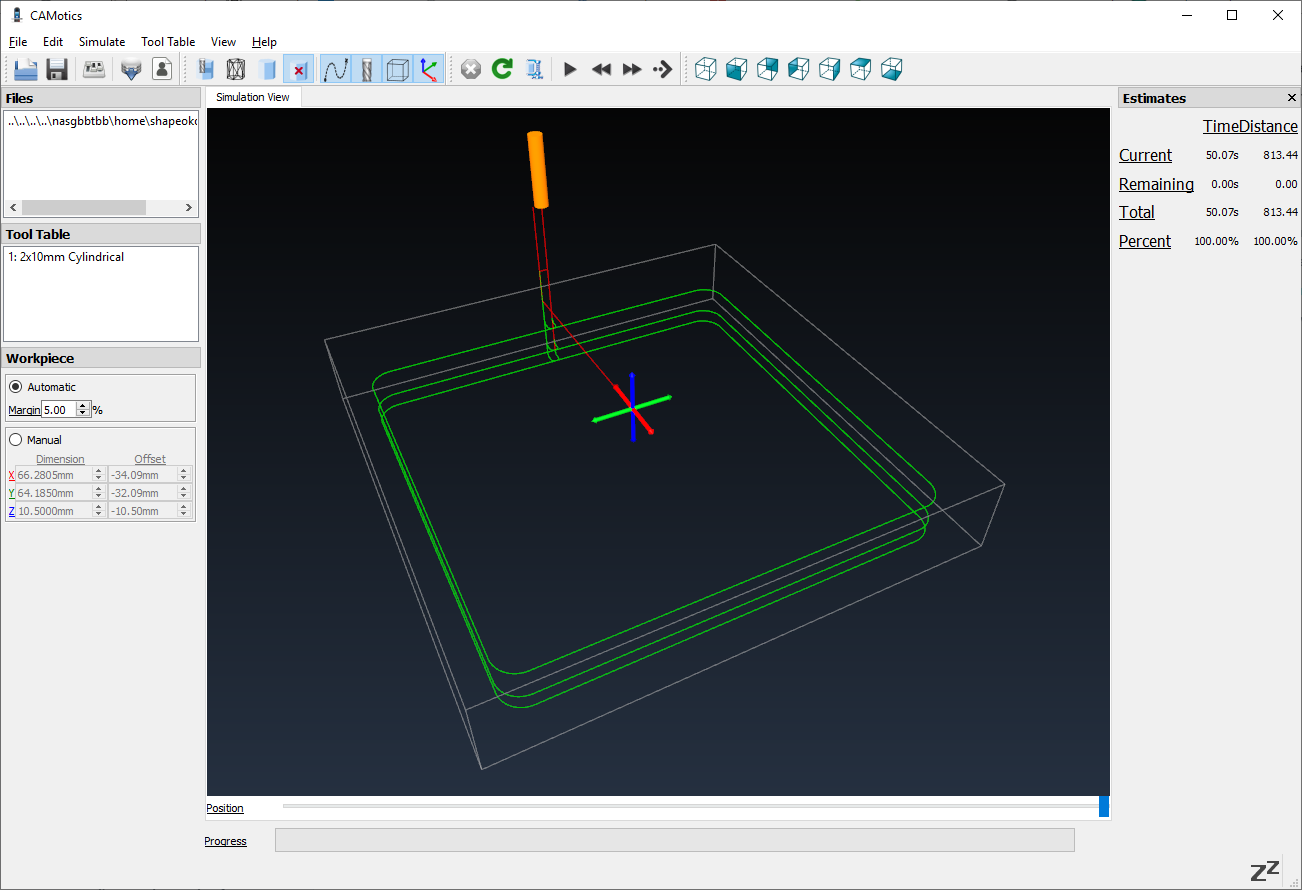 CAMotics
File Edit Simulate Tool Table View Help
Files
Simulation View
Estimates
..\..\..\..\nasgbbtbb\home\shapeoko
TimeDistance
Current 50.07s 813.44
Remaining 0.00s 0.00
Total 50.07s 813.44
Percent 100.00% 100.00%
Tool Table
1: 2x10mm Cylindrical
Workpiece
Automatic
Margin 5.00 %
Manual
Dimension Offset
X 66.2805mm -34.09mm
Y 64.1850mm -32.09mm
Z 10.5000mm -10.50mm
Position
Progress
zz